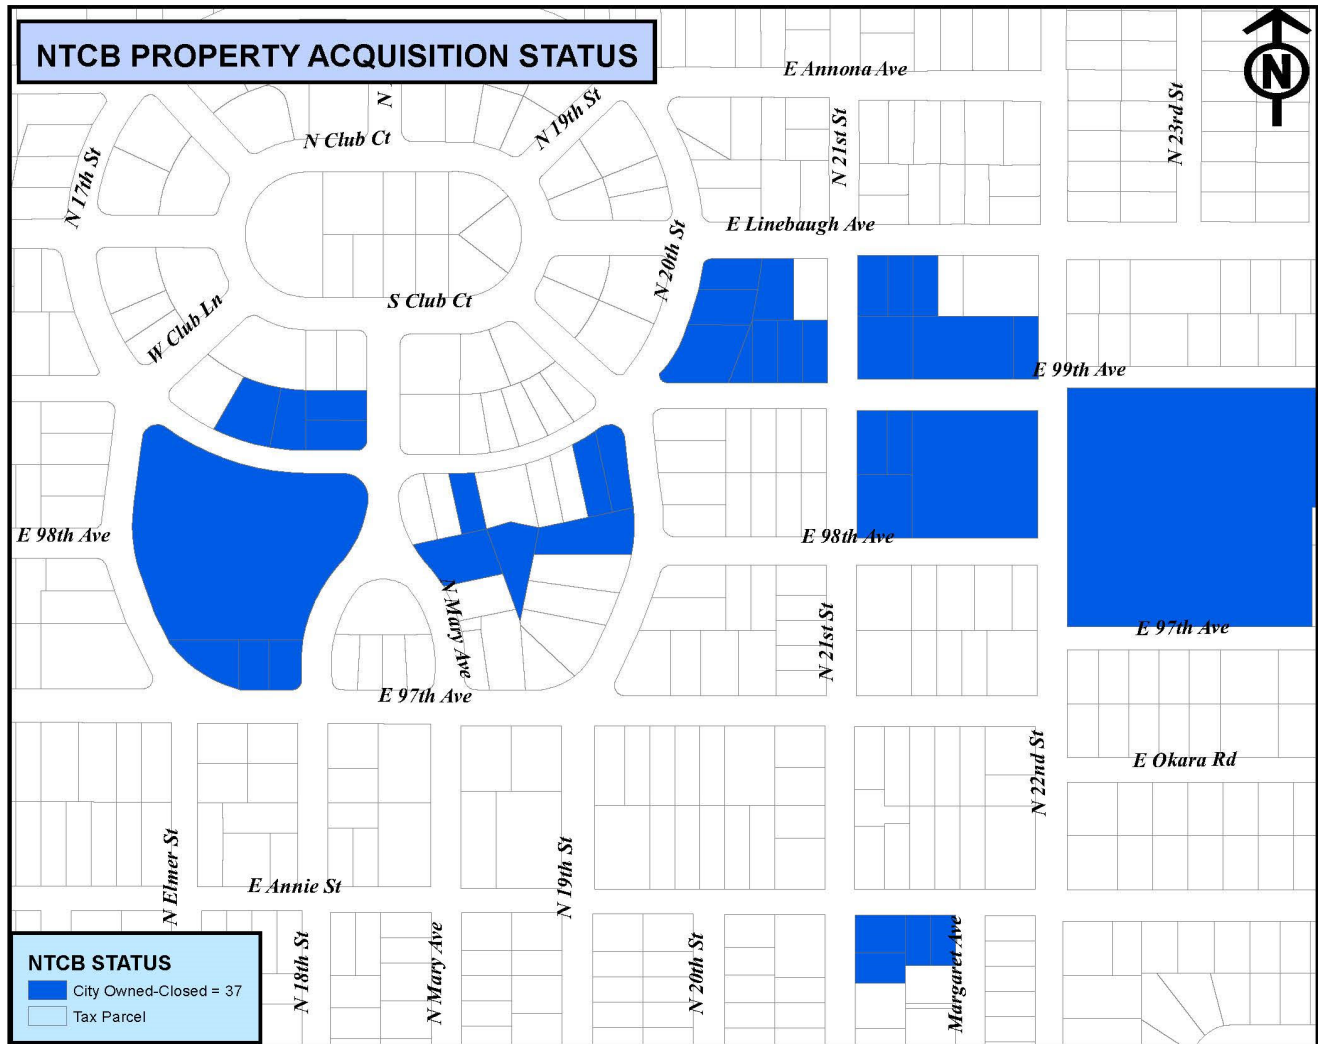 NTCB PROPERTY ACQUISITION STATUS
N
E Annona Ave
N
N 19th St
N Club Ct
N 21st St
N 23rd St
N 17th St
E Linebaugh Ave
N 20th St
S Club Ct
W Club Ln
E 99th Ave
E 98th Ave
E 98th Ave
N Mary Ave
N 21st St
E 97th Ave
E 97th Ave
N 22nd St
E Okara Rd
N Elmer St
N 19th St
E Annie St
N 18th St
N Mary Ave
N 20th St
Margaret Ave
NTCB STATUS
City Owned-Closed = 37
Tax Parcel